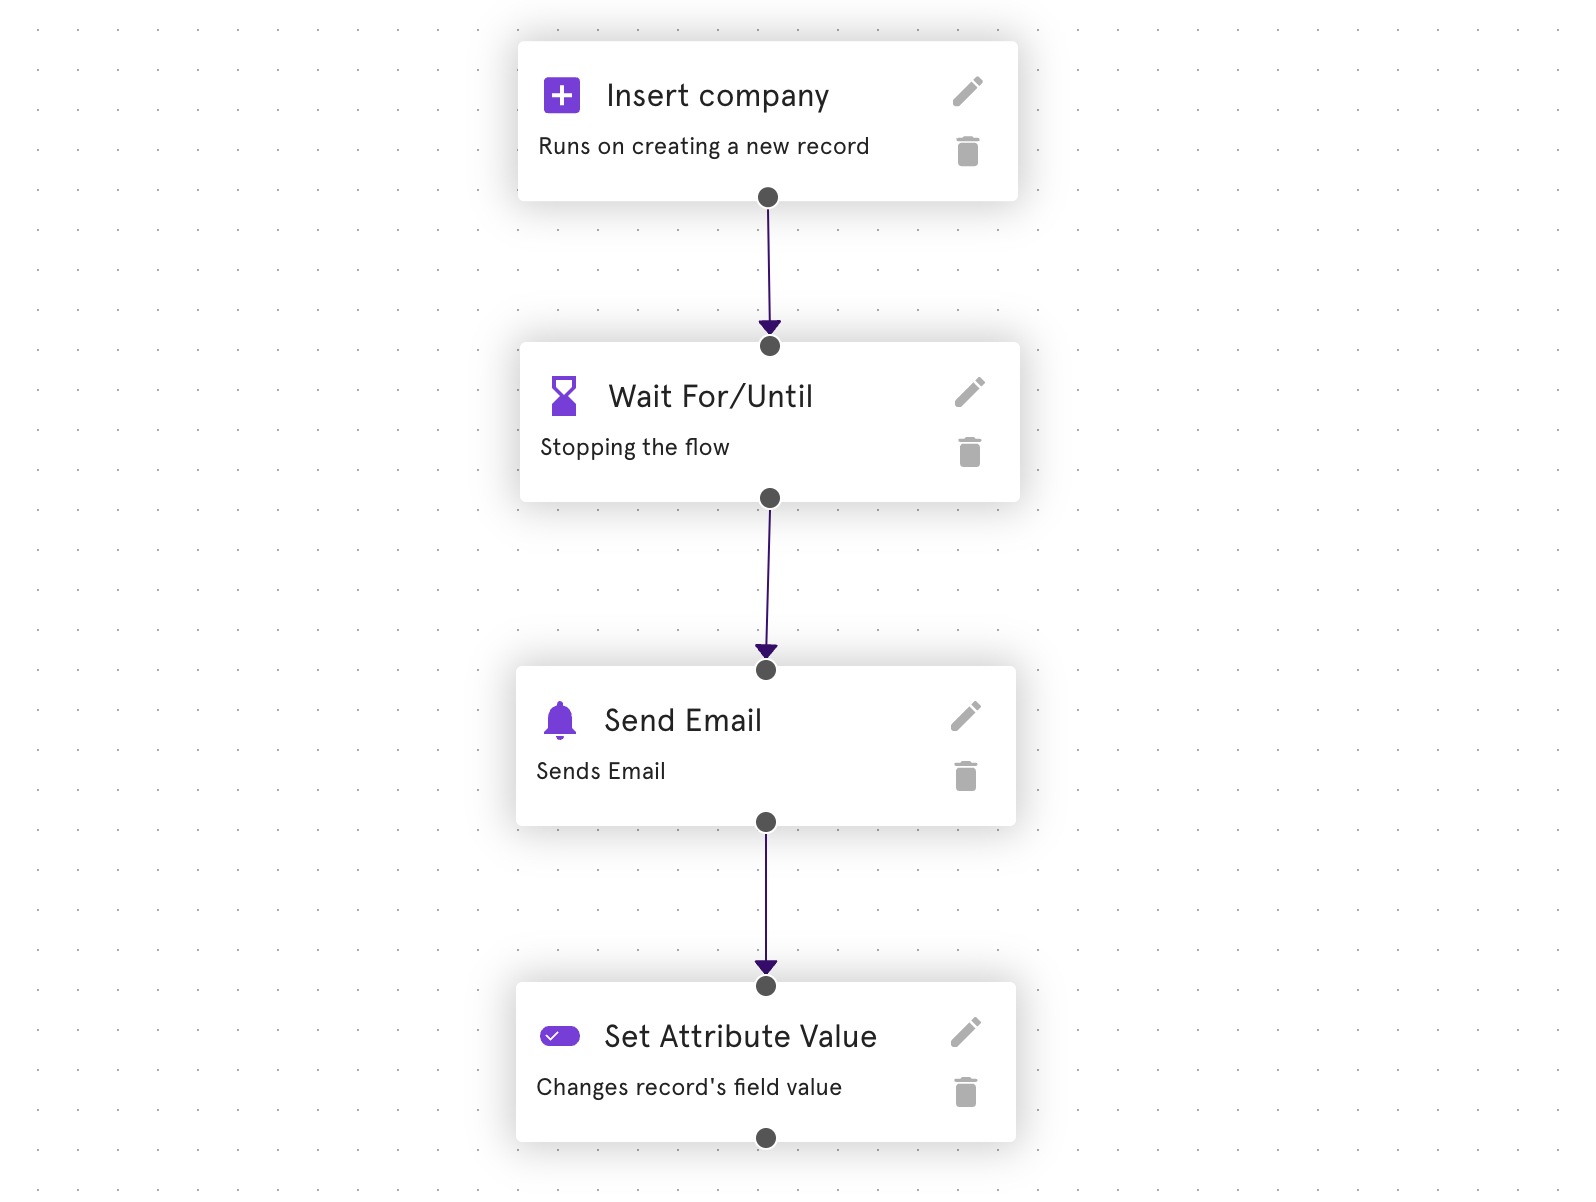 Insert company
Runs on creating a new record
Wait For/Until
Stopping the flow
Send Email
Sends Email
Set Attribute Value
Changes record's field value